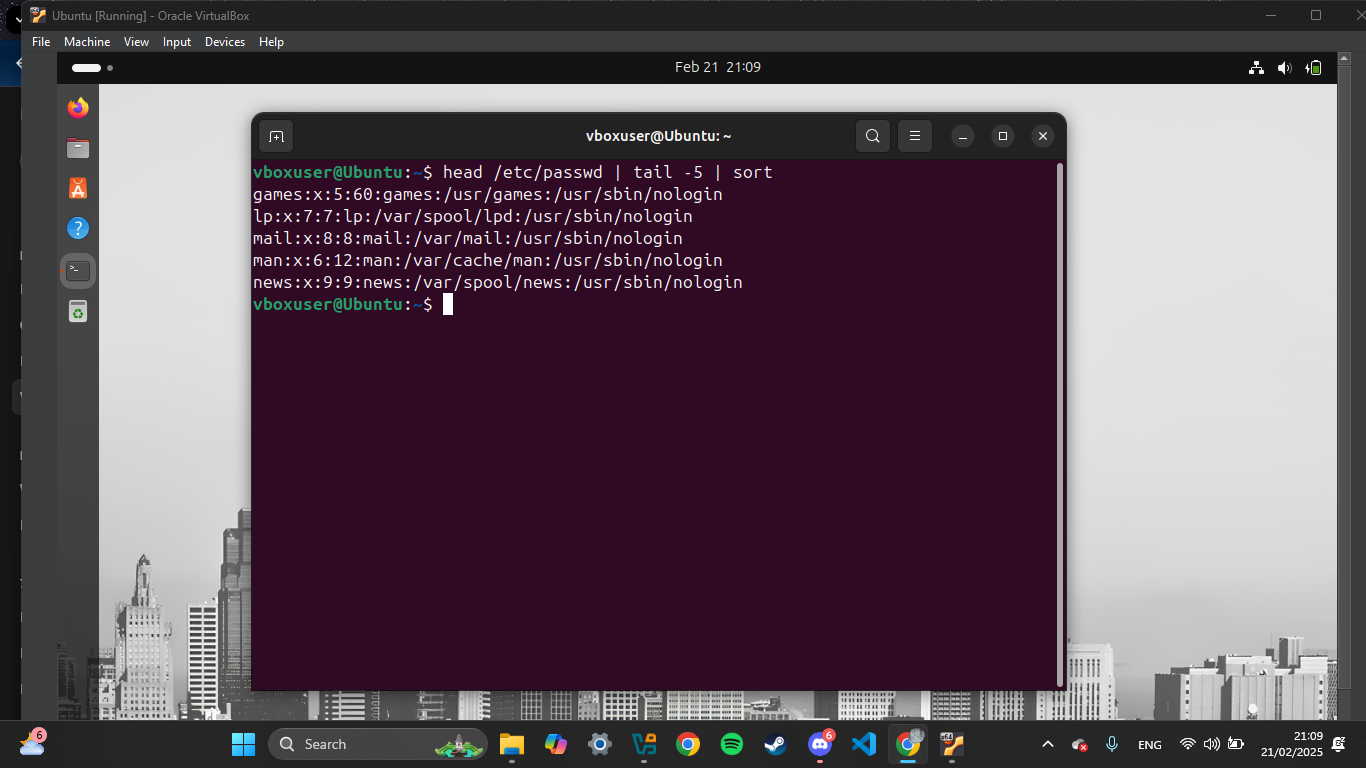 Ubuntu [Running] - Oracle VirtualBox
File Machine View Input Devices Help
Feb 21 21:09
vboxuser@Ubuntu: ~
vboxuser@Ubuntu:~$ head /etc/passwd | tail -5 | sort
games:x:5:60:games:/usr/games:/usr/sbin/nologin
lp:x:7:7:lp:/var/spool/lpd:/usr/sbin/nologin
mail:x:8:8:mail:/var/mail:/usr/sbin/nologin
man:x:6:12:man:/var/cache/man:/usr/sbin/nologin
news:x:9:9:news:/var/spool/news:/usr/sbin/nologin
vboxuser@Ubuntu:~$
6
Search
6
x64
ENG
21:09
21/02/2025